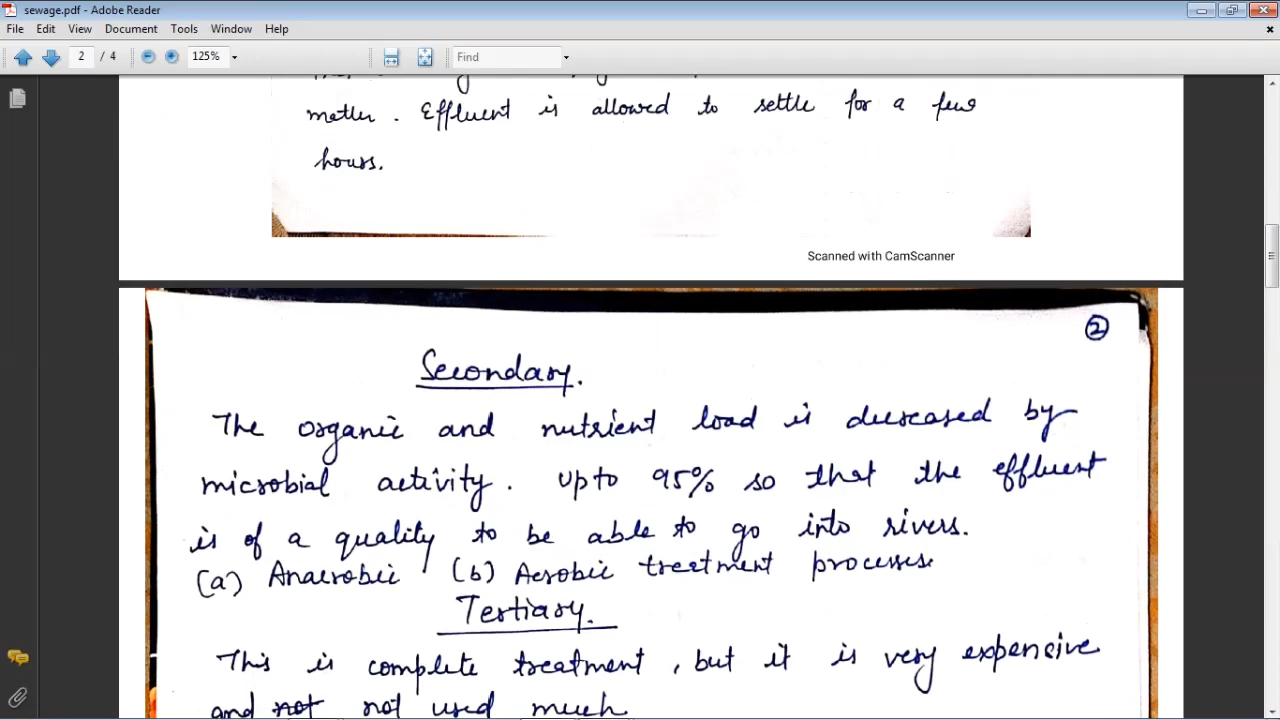 sewage.pdf - Adobe Reader
File Edit View Document Tools Window Help
2 / 4 125% Find
matter. Effluent is allowed to settle for a few
hours.
Scanned with CamScanner
2
Secondary.
The organic and nutrient load is decreased by
microbial activity. Upto 95% so that the effluent
is of a quality to be able to go into rivers.
(a) Anaerobic (b) Aerobic treatment processes.
Tertiary.
This is complete treatment, but it is very expensive
and not not used much